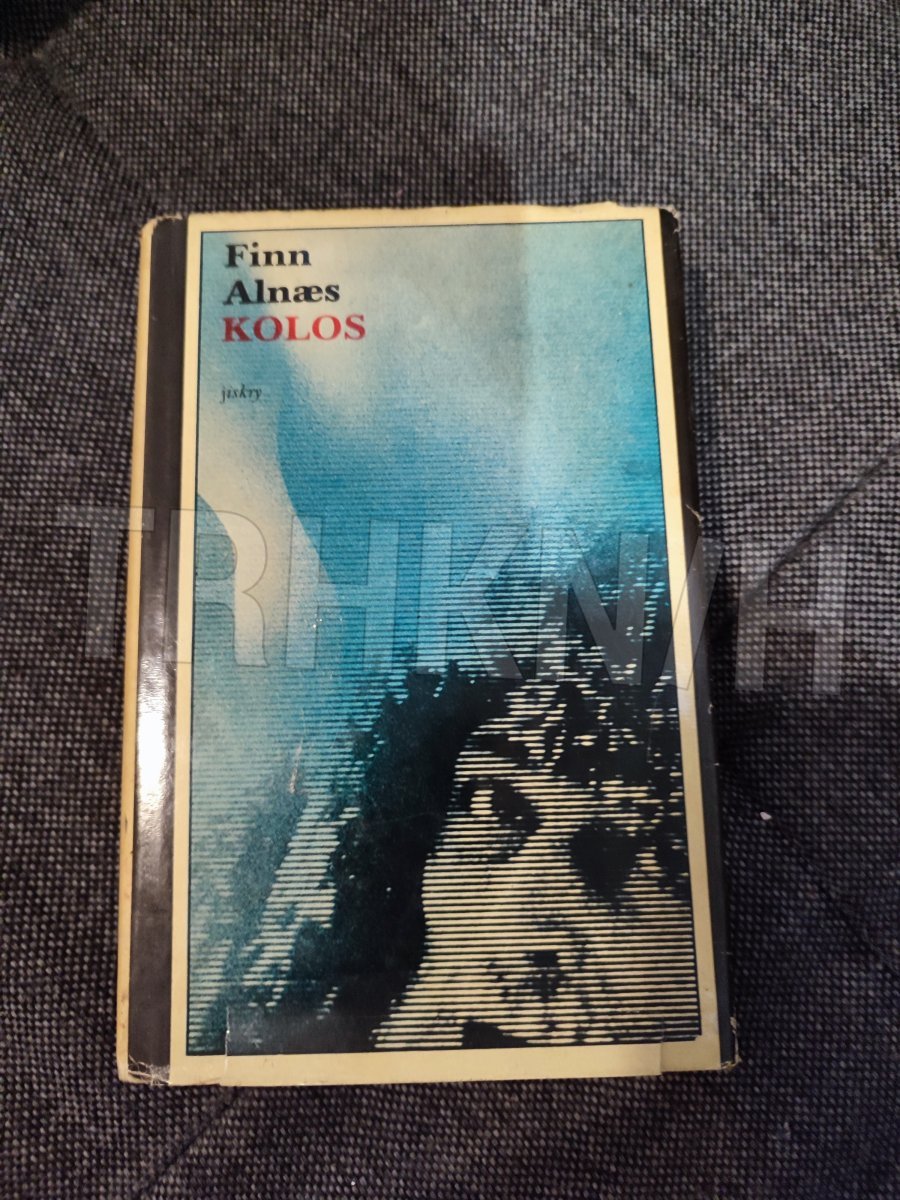 Finn
Alnæs
KOLOS
jiskry
TRHKNIH